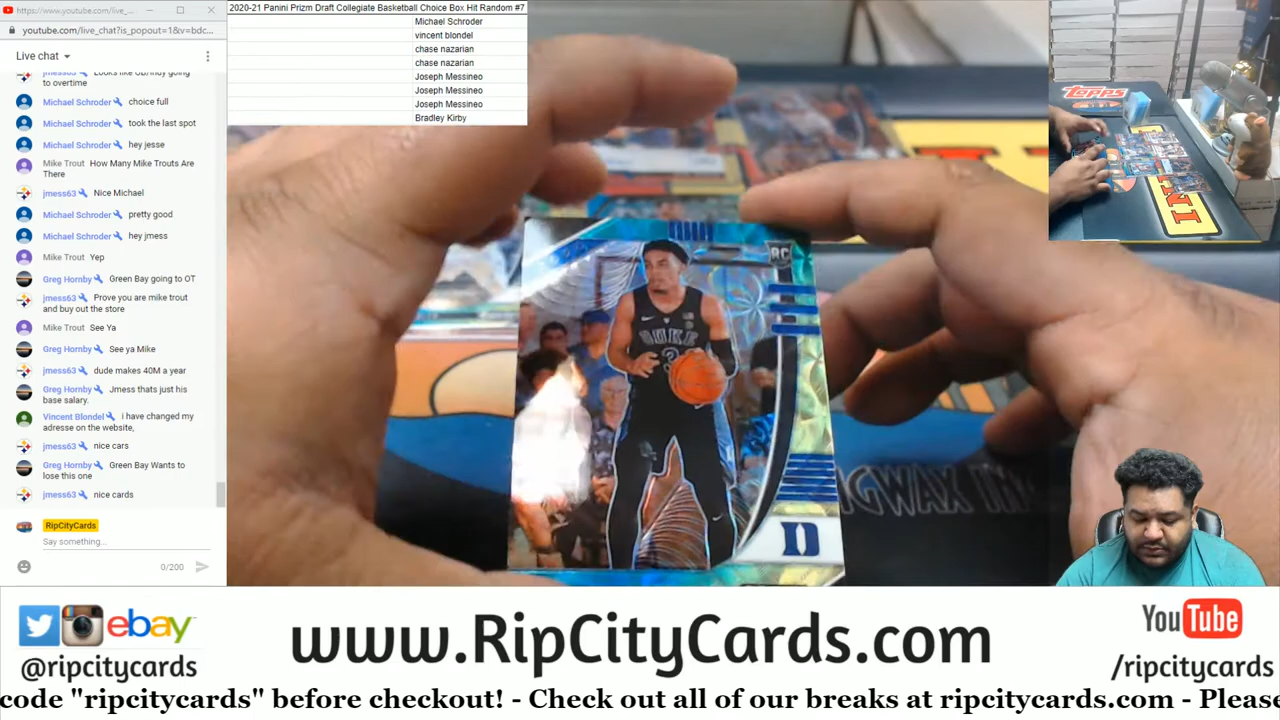 https://www.youtube.com/live_...
youtube.com/live_chat?is_popout=1&v=bdc...
Live chat
to overtime
Michael Schroder choice full
Michael Schroder took the last spot
Michael Schroder hey jesse
Mike Trout How Many Mike Trouts Are
There
jmess63 Nice Michael
Michael Schroder pretty good
Michael Schroder hey jmess
Mike Trout Yep
Greg Hornby Green Bay going to OT
jmess63 Prove you are mike trout
and buy out the store
Mike Trout See Ya
Greg Hornby See ya Mike
jmess63 dude makes 40M a year
Greg Hornby Jmess thats just his
base salary.
Vincent Blondel i have changed my
adresse on the website,
jmess63 nice cars
Greg Hornby Green Bay Wants to
lose this one
jmess63 nice cards
RipCityCards
Say something...
0/200
2020-21 Panini Prizm Draft Collegiate Basketball Choice Box Hit Random #7
Michael Schroder
vincent blondel
chase nazarian
chase nazarian
Joseph Messineo
Joseph Messineo
Joseph Messineo
Bradley Kirby
Topps
RC
DUKE
3
D
ebay
@ripcitycards
www.RipCityCards.com
YouTube
/ripcitycards
code "ripcitycards" before checkout! - Check out all of our breaks at ripcitycards.com - Please